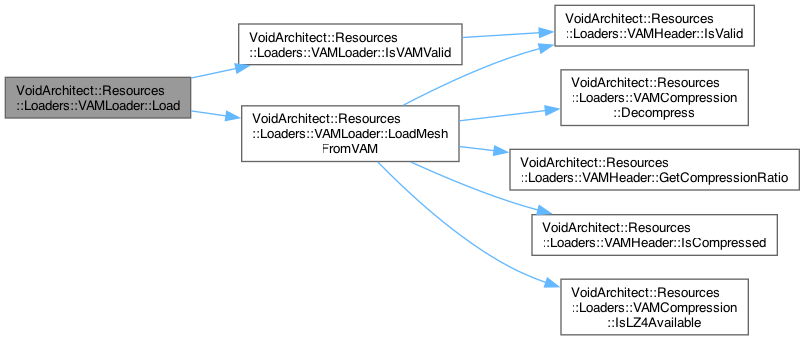 VoidArchitect::Resources
::Loaders::VAMLoader::Load
VoidArchitect::Resources
::Loaders::VAMLoader::IsVAMValid
VoidArchitect::Resources
::Loaders::VAMLoader::LoadMesh
FromVAM
VoidArchitect::Resources
::Loaders::VAMHeader::IsValid
VoidArchitect::Resources
::Loaders::VAMCompression
::Decompress
VoidArchitect::Resources
::Loaders::VAMHeader::GetCompressionRatio
VoidArchitect::Resources
::Loaders::VAMHeader::IsCompressed
VoidArchitect::Resources
::Loaders::VAMCompression
::IsLZ4Available